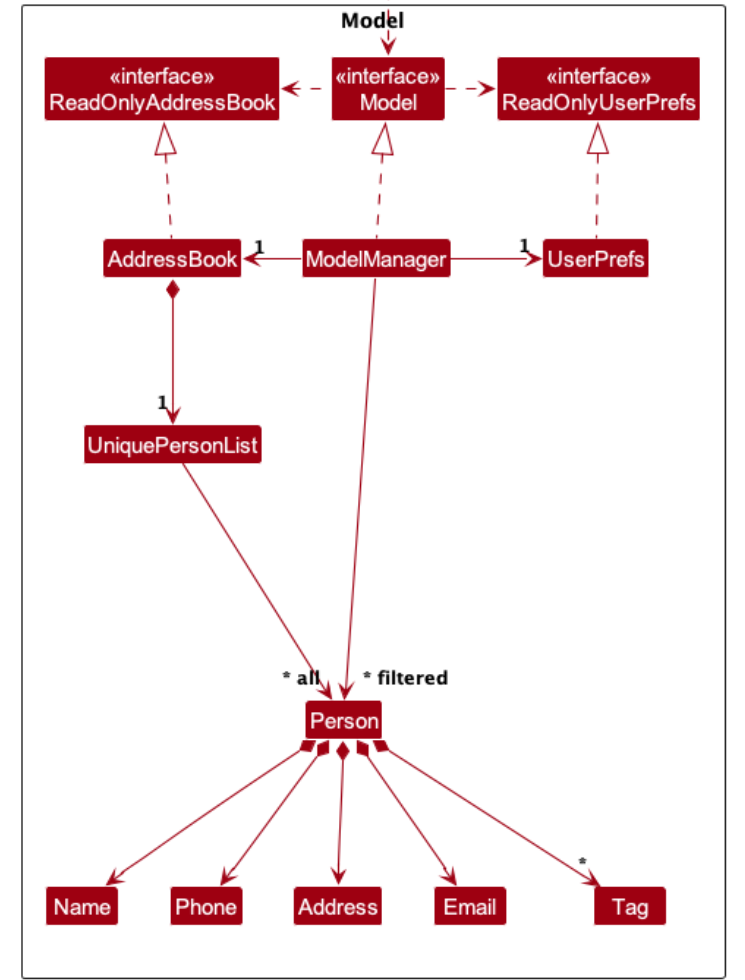 Model
«interface»
ReadOnlyAddressBook
«interface»
Model
«interface»
ReadOnlyUserPrefs
AddressBook
1
ModelManager
1
UserPrefs
1
UniquePersonList
* all
* filtered
Person
*
Name
Phone
Address
Email
Tag